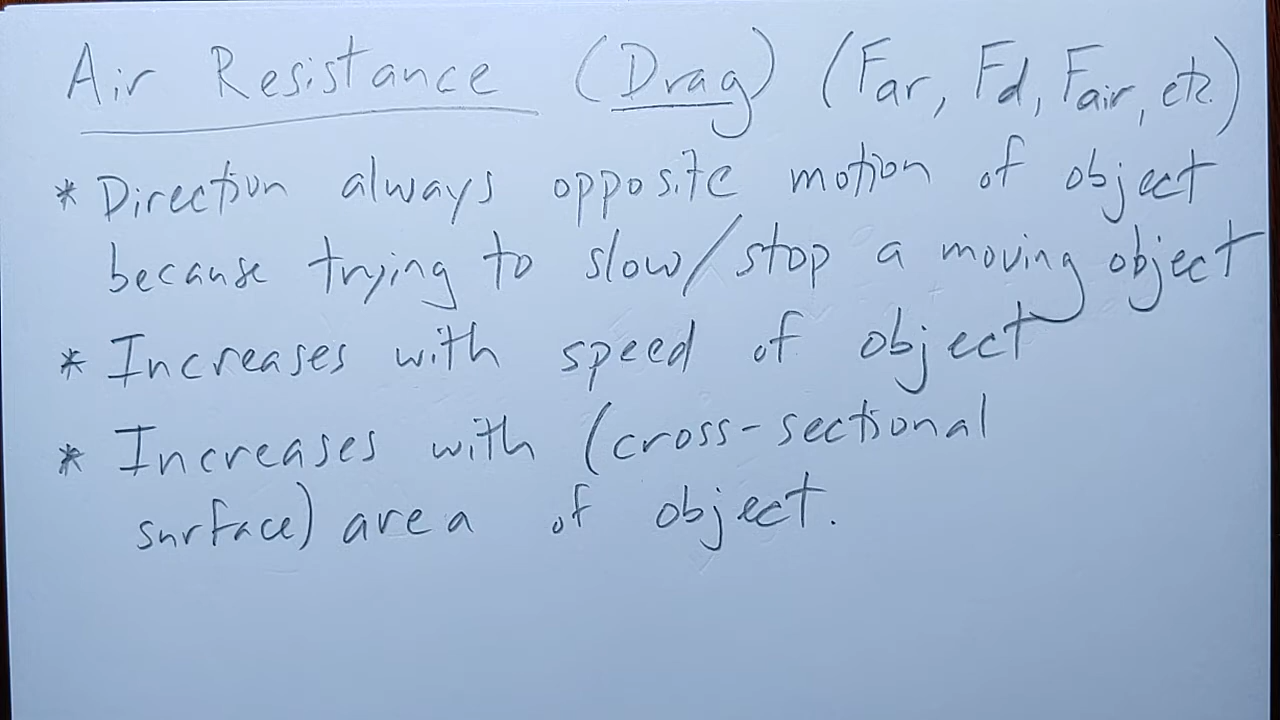 Air Resistance (Drag) (Far, Fd, Fair, etc.)
* Direction always opposite motion of object
because trying to slow/stop a moving object
* Increases with speed of object
* Increases with (cross-sectional
surface) area of object.